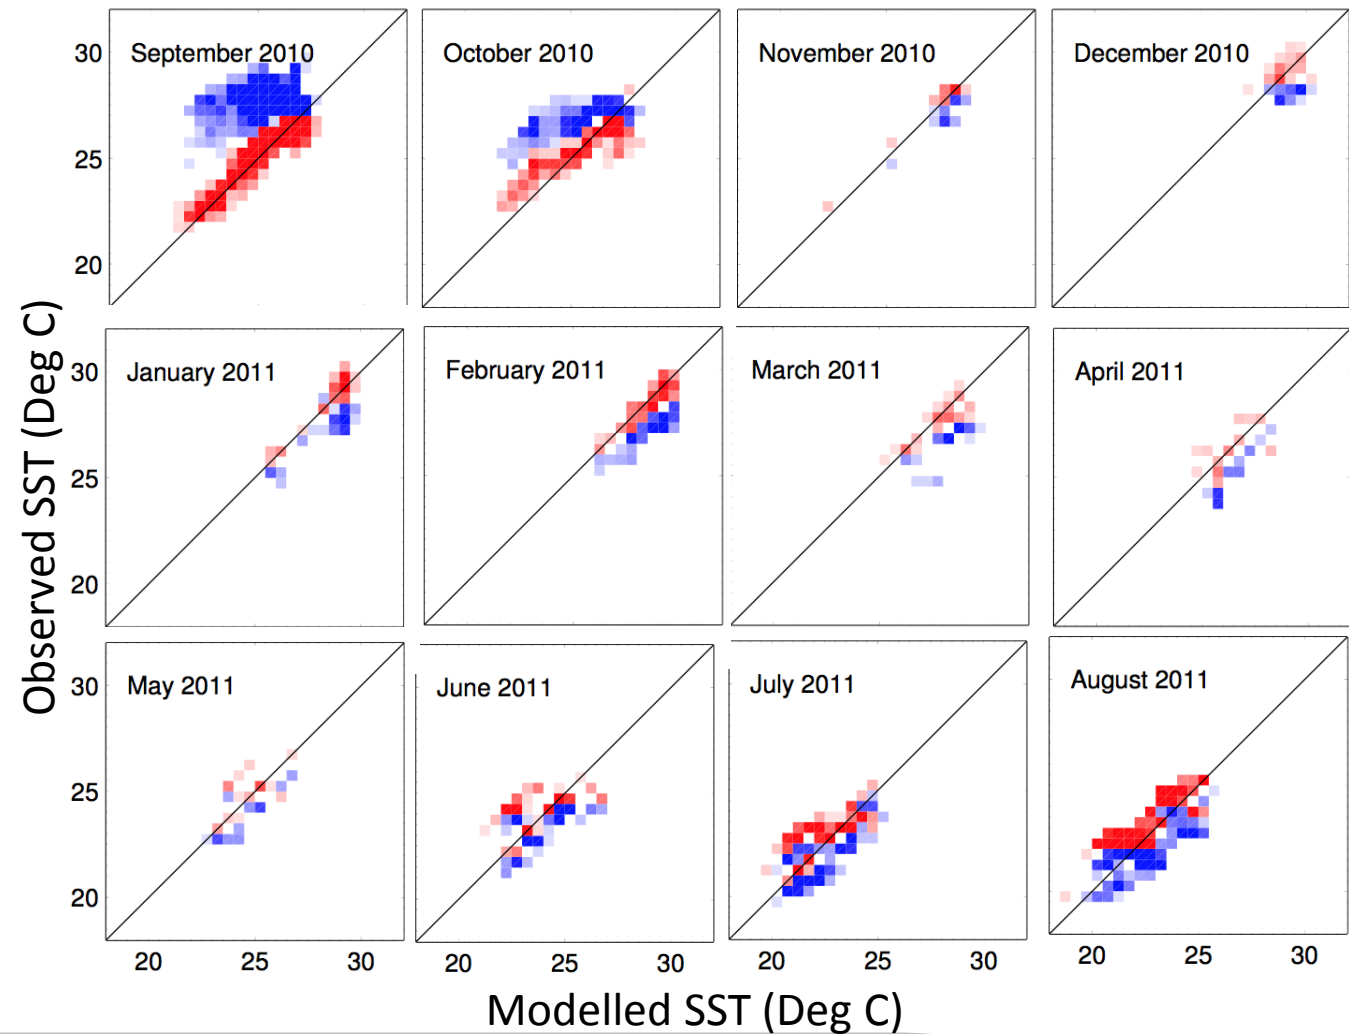 September 2010
October 2010
November 2010
December 2010
30
25
20
January 2011
February 2011
March 2011
April 2011
30
25
20
May 2011
June 2011
July 2011
August 2011
30
25
20
20 25 30 20 25 30 20 25 30 20 25 30
Observed SST (Deg C)
Modelled SST (Deg C)